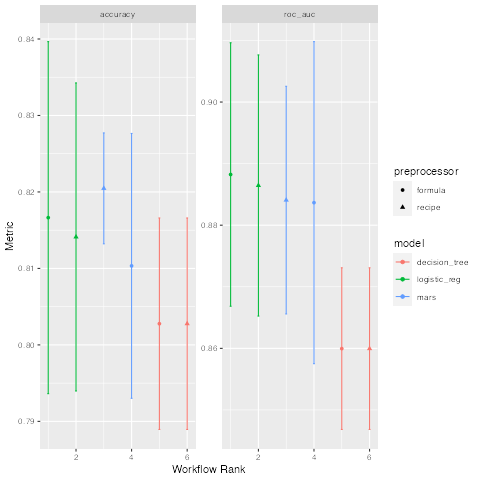 accuracy
roc_auc
0.84
0.83
0.82
0.81
0.80
0.79
0.90
0.88
0.86
2
4
6
2
4
6
Metric
Workflow Rank
preprocessor
formula
recipe
model
decision_tree
logistic_reg
mars